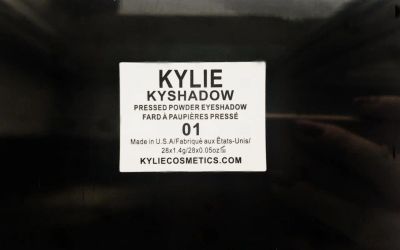 KYLIE
KYSHADOW
PRESSED POWDER EYESHADOW
FARD À PAUPIÈRES PRESSÉ
01
Made in U.S.A/Fabriqué aux États-Unis/
28x1.4g/28x0.05oz℮
KYLIECOSMETICS.COM